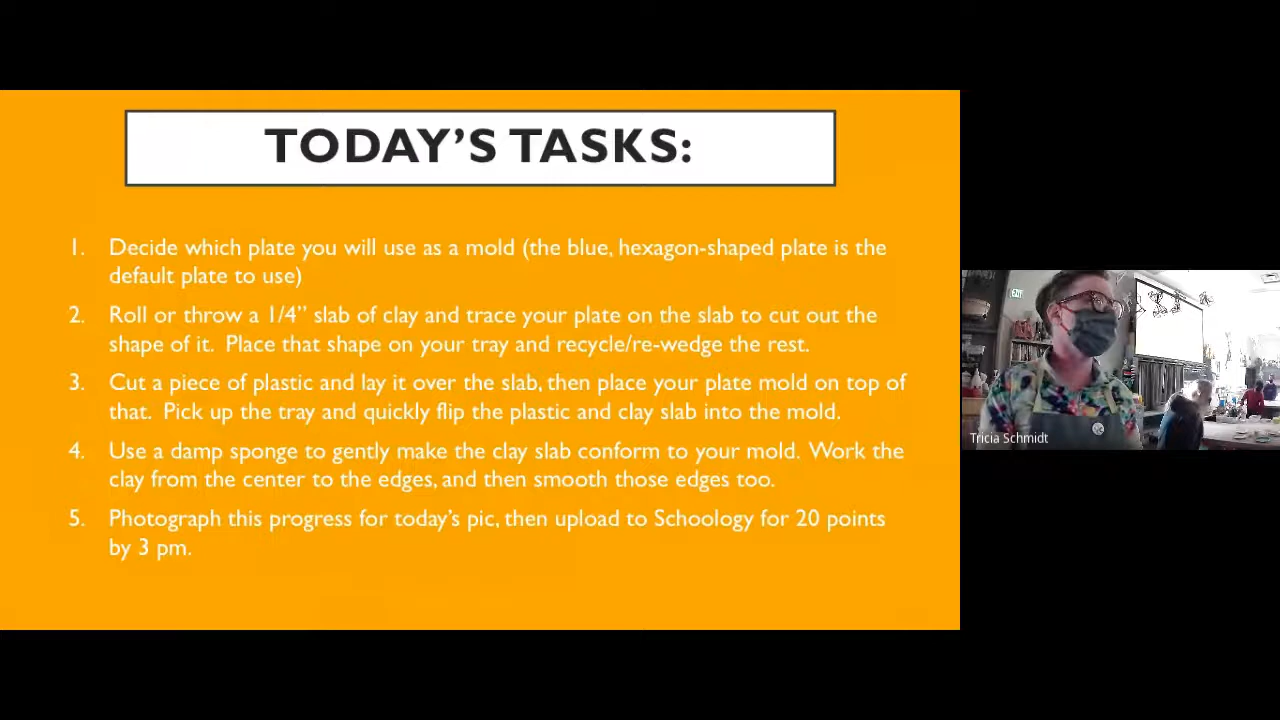 TODAY'S TASKS:
1. Decide which plate you will use as a mold (the blue, hexagon-shaped plate is the
default plate to use)
2. Roll or throw a 1/4” slab of clay and trace your plate on the slab to cut out the
shape of it.  Place that shape on your tray and recycle/re-wedge the rest.
3. Cut a piece of plastic and lay it over the slab, then place your plate mold on top of
that.  Pick up the tray and quickly flip the plastic and clay slab into the mold.
4. Use a damp sponge to gently make the clay slab conform to your mold.  Work the
clay from the center to the edges, and then smooth those edges too.
5. Photograph this progress for today's pic, then upload to Schoology for 20 points
by 3 pm.
EXIT
Tricia Schmidt